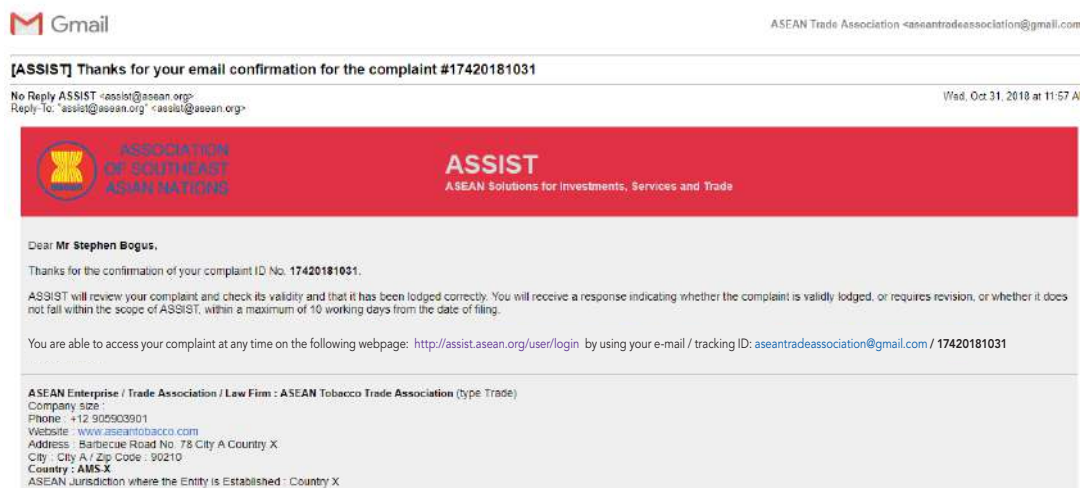 Gmail
ASEAN Trade Association <aseantradeassociation@gmail.com
[ASSIST] Thanks for your email confirmation for the complaint #17420181031
No Reply ASSIST <assist@asean.org>
Wed, Oct 31, 2018 at 11:57 A
Reply-To: "assist@asean.org" <assist@asean.org>
ASSOCIATION
OF SOUTHEAST
ASIAN NATIONS
ASSIST
ASEAN Solutions for Investments, Services and Trade
Dear Mr Stephen Bogus,
Thanks for the confirmation of your complaint ID No. 17420181031.
ASSIST will review your complaint and check its validity and that it has been lodged correctly. You will receive a response indicating whether the complaint is validly lodged, or requires revision, or whether it does
not fall within the scope of ASSIST, within a maximum of 10 working days from the date of filing.
You are able to access your complaint at any time on the following webpage: http://assist.asean.org/user/login by using your e-mail / tracking ID: aseantradeassociation@gmail.com / 17420181031
ASEAN Enterprise / Trade Association / Law Firm : ASEAN Tobacco Trade Association (type Trade)
Company size :
Phone : +12 905903901
Website : www.aseantobacco.com
Address : Barbecue Road No. 78 City A Country X
City : City A / Zip Code : 90210
Country : AMS-X
ASEAN Jurisdiction where the Entity is Established : Country X